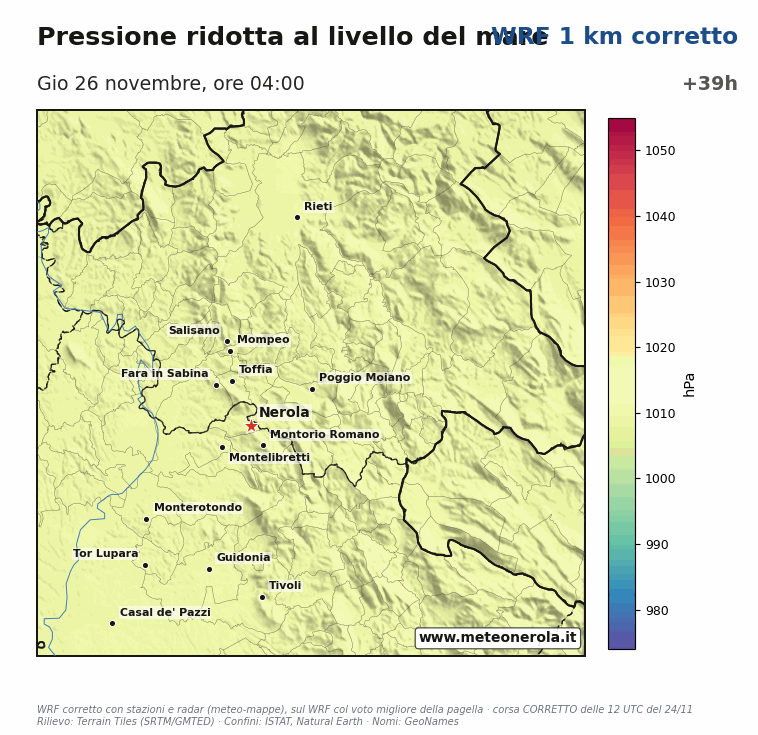 Pressione ridotta al livello del mare WRF 1 km corretto
Gio 26 novembre, ore 04:00 +39h
Rieti
Salisano
Mompeo
Toffia
Fara in Sabina
Poggio Moiano
Nerola
Montorio Romano
Montelibretti
Monterotondo
Tor Lupara
Guidonia
Tivoli
Casal de' Pazzi
www.meteonerola.it
1050
1040
1030
1020
1010
1000
990
980
hPa
WRF corretto con stazioni e radar (meteo-mappe), sul WRF col voto migliore della pagella · corsa CORRETTO delle 12 UTC del 24/11
Rilievo: Terrain Tiles (SRTM/GMTED) · Confini: ISTAT, Natural Earth · Nomi: GeoNames